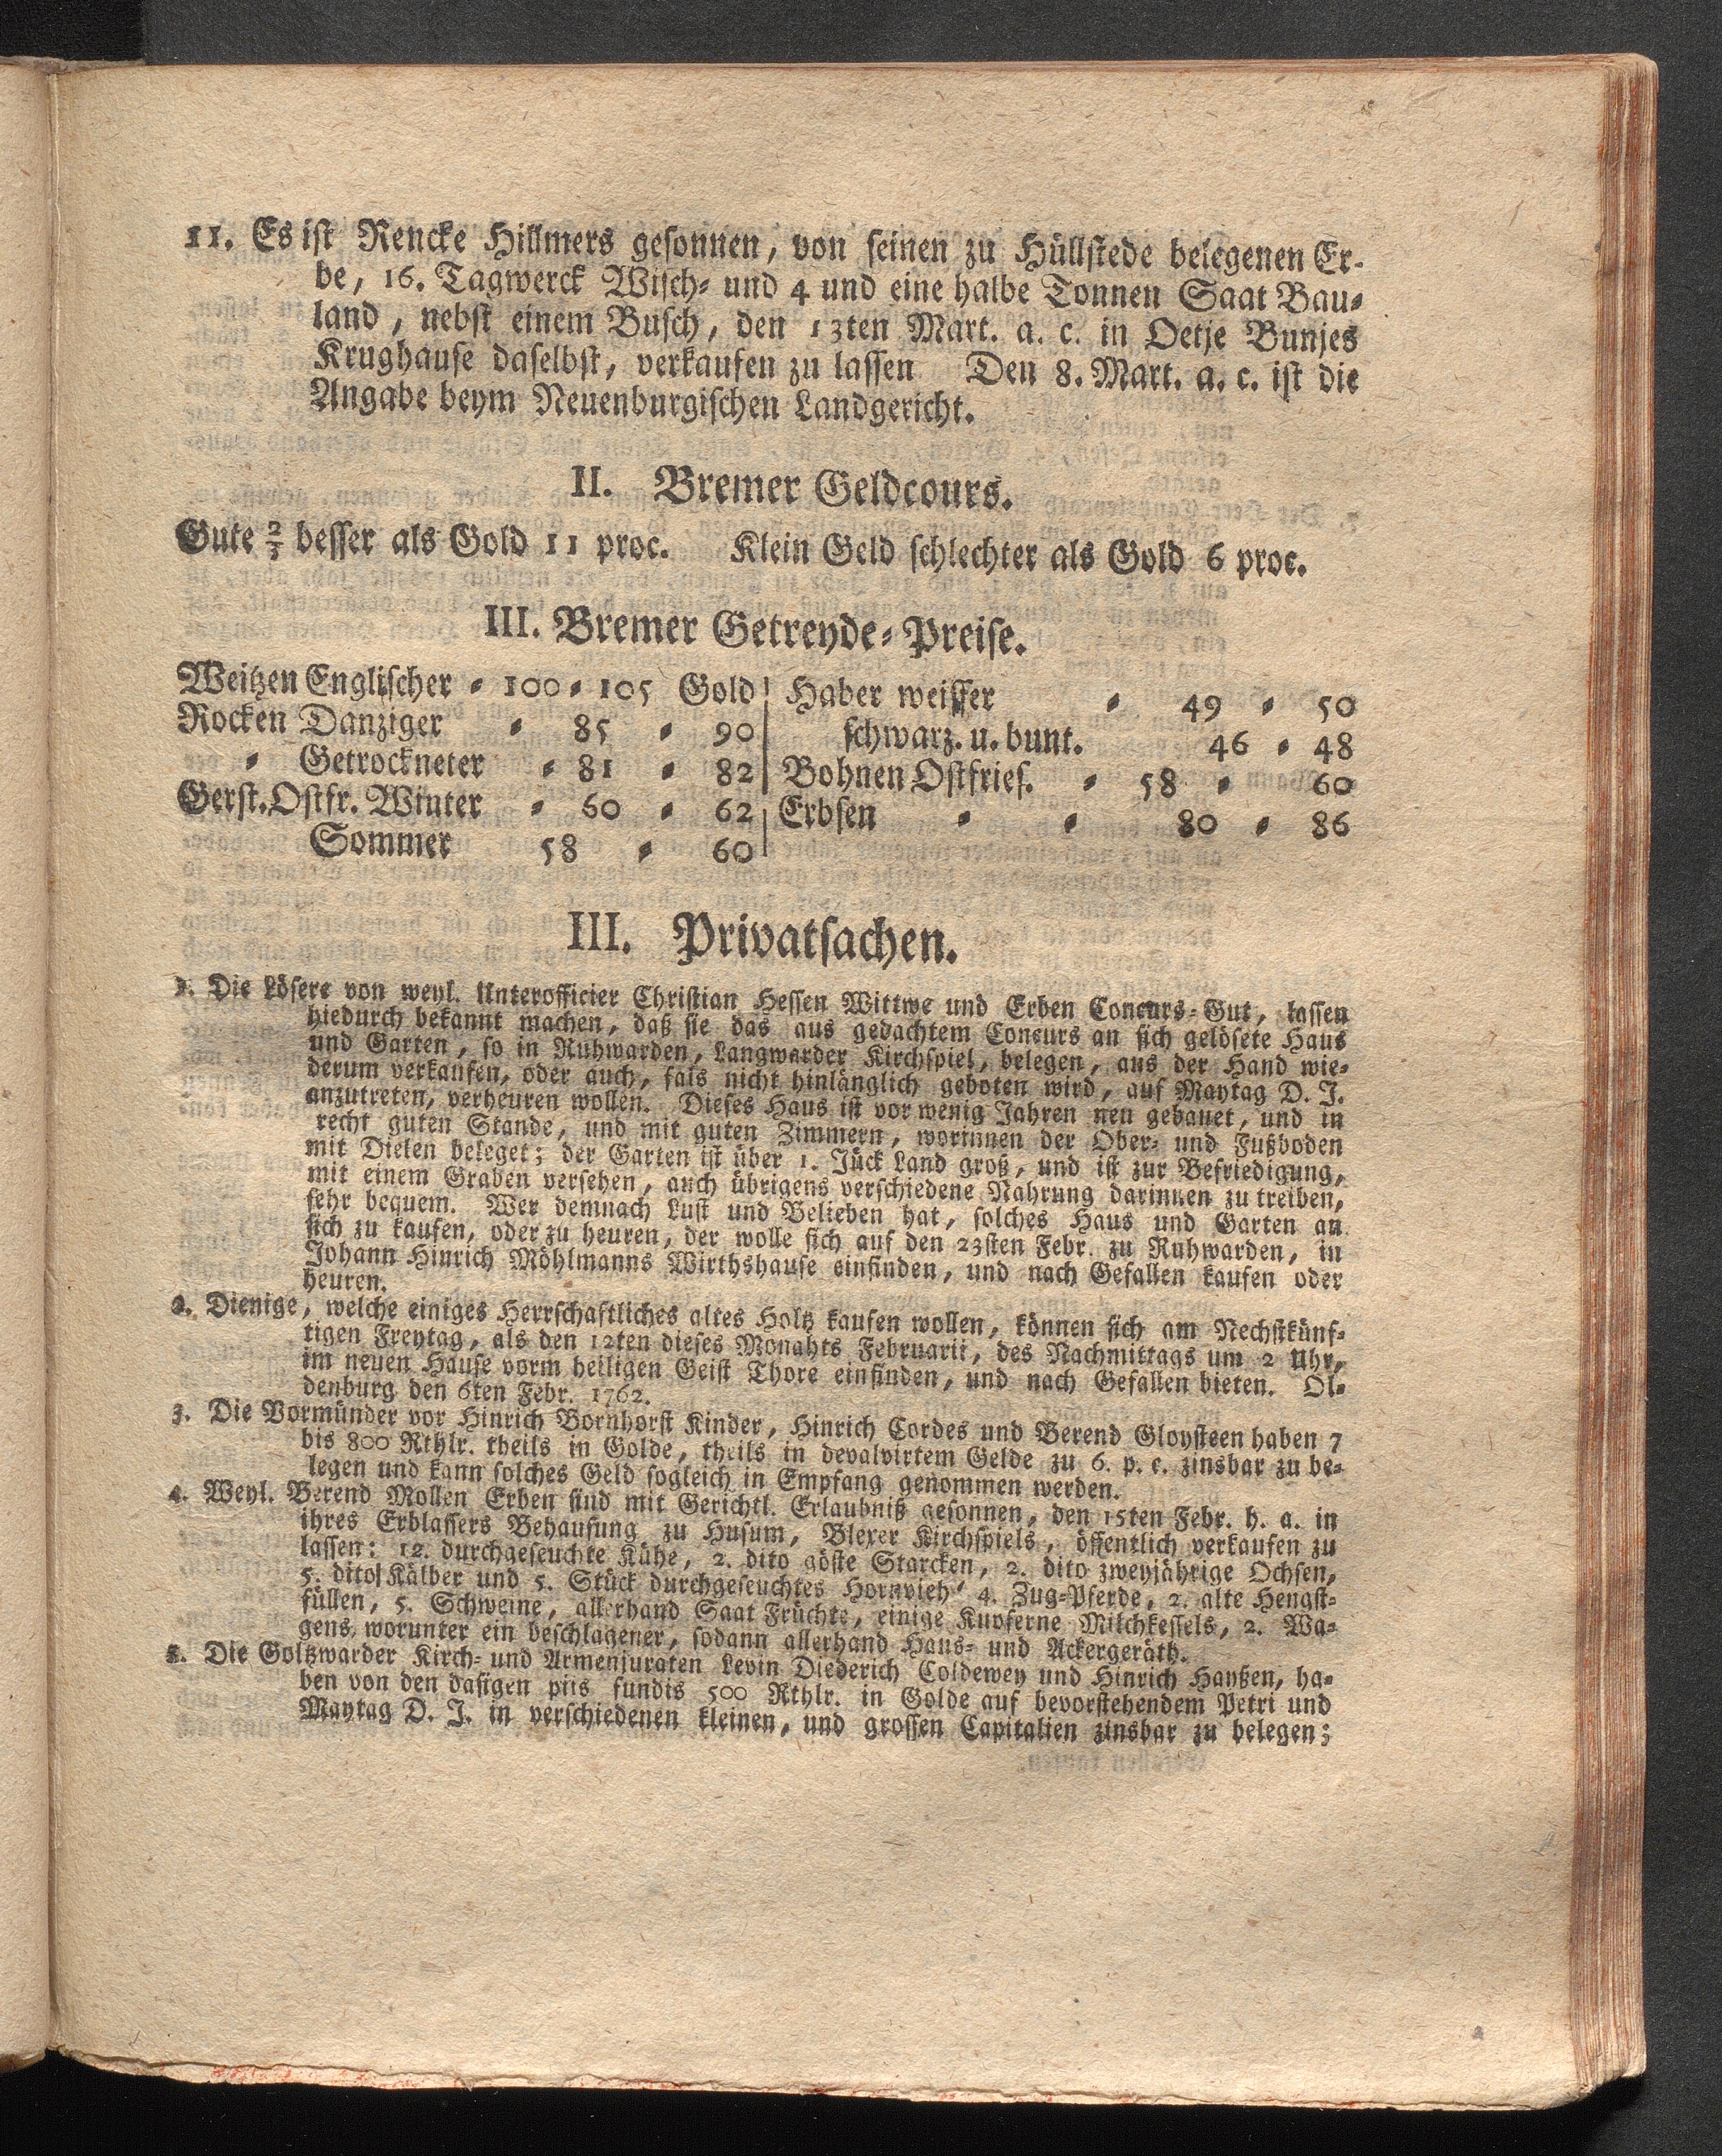 11. Es ist Rencke Hillmers gesonnen, von seinen zu Hüllstede belegenen Er-
be, 16. Tagwerck Wisch- und 4 und eine halbe Tonnen Saat Bau-
land, nebst einem Busch, den 13ten Mart. a. c. in Oetje Bunjes
Krughause daselbst, verkaufen zu lassen Den 8. Mart. a. c. ist die
Angabe beym Neuenburgischen Landgericht.
II. Bremer Geldcours.
Gute 2/3 besser als Gold 11 proc. Klein Geld schlechter als Gold 6 proc.
III. Bremer Getreyde-Preise.
Weitzen Englischer - 100 - 105 Gold
Rocken Danziger - 85 - 90
- Getrockneter - 81 - 82
Gerst. Ostfr. Winter - 60 - 62
Sommer 58 - 60
Haber weisser - 49 - 50
schwarz. u. bunt. 46 - 48
Bohnen Ostfries. - 58 - 60
Erbsen - - 80 - 86
III. Privatsachen.
1. Die Lösere von weyl. Unterofficier Christian Hessen Wittwe und Erben Concurs-Gut, lassen
hiedurch bekannt machen, daß sie das aus gedachtem Concurs an sich gelösete Haus
und Garten, so in Ruhwarden, Langwarder Kirchspiel, belegen, aus der Hand wie-
derum verkaufen, oder auch, fals nicht hinlänglich geboten wird, auf Maytag D. J.
anzutreten, verheuren wollen. Dieses Haus ist vor wenig Jahren neu gebauet, und in
recht guten Stande, und mit guten Zimmern, worinnen der Ober- und Fußboden
mit Dielen beleget; der Garten ist über 1. Jück Land groß, und ist zur Befriedigung,
mit einem Graben versehen, auch übrigens verschiedene Nahrung darinnen zu treiben,
sehr bequem. Wer demnach Lust und Belieben hat, solches Haus und Garten an
sich zu kaufen, oder zu heuren, der wolle sich auf den 23sten Febr. zu Ruhwarden, in
Johann Hinrich Möhlmanns Wirthshause einfinden, und nach Gefallen kaufen oder
heuren.
2. Dienige, welche einiges Herrschaftliches altes Holtz kaufen wollen, können sich am Nechstkünf-
tigen Freytag, als den 12ten dieses Monahts Februarii, des Nachmittags um 2 Uhr,
im neuen Hause vorm heiligen Geist Thore einfinden, und nach Gefallen bieten. Ol-
denburg den 6ten Febr. 1762.
3. Die Vormünder vor Hinrich Bornhorst Kinder, Hinrich Cordes und Berend Gloysteen haben 7
bis 800 Rthlr. theils in Golde, theils in devalvirtem Gelde zu 6. p. c. zinsbar zu be-
legen und kann solches Geld sogleich in Empfang genommen werden.
4. Weyl. Berend Mollen Erben sind mit Gerichtl. Erlaubniß gesonnen, den 15ten Febr. h. a. in
ihres Erblassers Behausung zu Husum, Blexer Kirchspiels, öffentlich verkaufen zu
lassen: 12. durchgeseuchte Kühe, 2. dito göste Starcken, 2. dito zweyjährige Ochsen,
5. dito Kälber und 5. Stück durchgeseuchtes Hornvieh 4. Zug-Pferde, 2. alte Hengst-
füllen, 5. Schweine, allerhand Saat Früchte, einige Kupferne Milchkessels, 2. Wa-
gens, worunter ein beschlagener, sodann allerhand Haus- und Ackergeräth.
5. Die Goltzwarder Kirch- und Armenjuraten Levin Diederich Coldewey und Hinrich Hayßen, ha-
ben von den dasigen piis fundis 500 Rthlr. in Golde auf bevorstehendem Petri und
Maytag D. J. in verschiedenen kleinen, und grossen Capitalien zinsbar zu belegen;